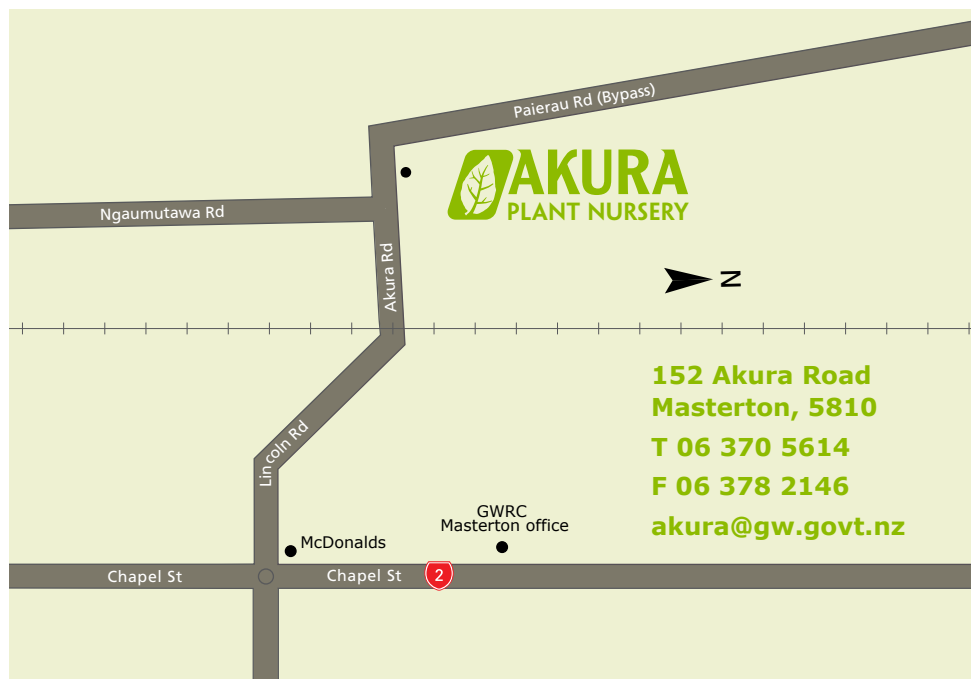 Paierau Rd (Bypass)
AKURA
PLANT NURSERY
Ngaumutawa Rd
Akura Rd
N
152 Akura Road
Masterton, 5810
T 06 370 5614
F 06 378 2146
akura@gw.govt.nz
Lincoln Rd
GWRC
Masterton office
McDonalds
Chapel St
Chapel St
2